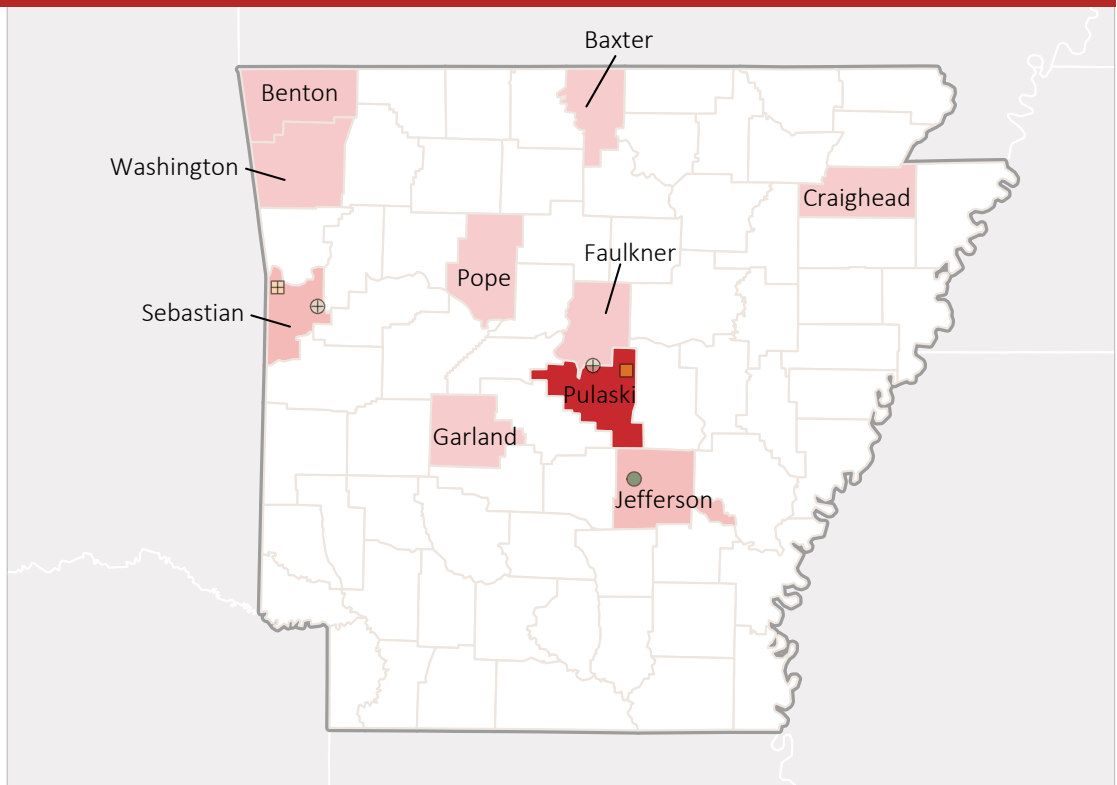 Baxter
Benton
Washington
Craighead
Faulkner
Pope
Sebastian
Pulaski
Garland
Jefferson